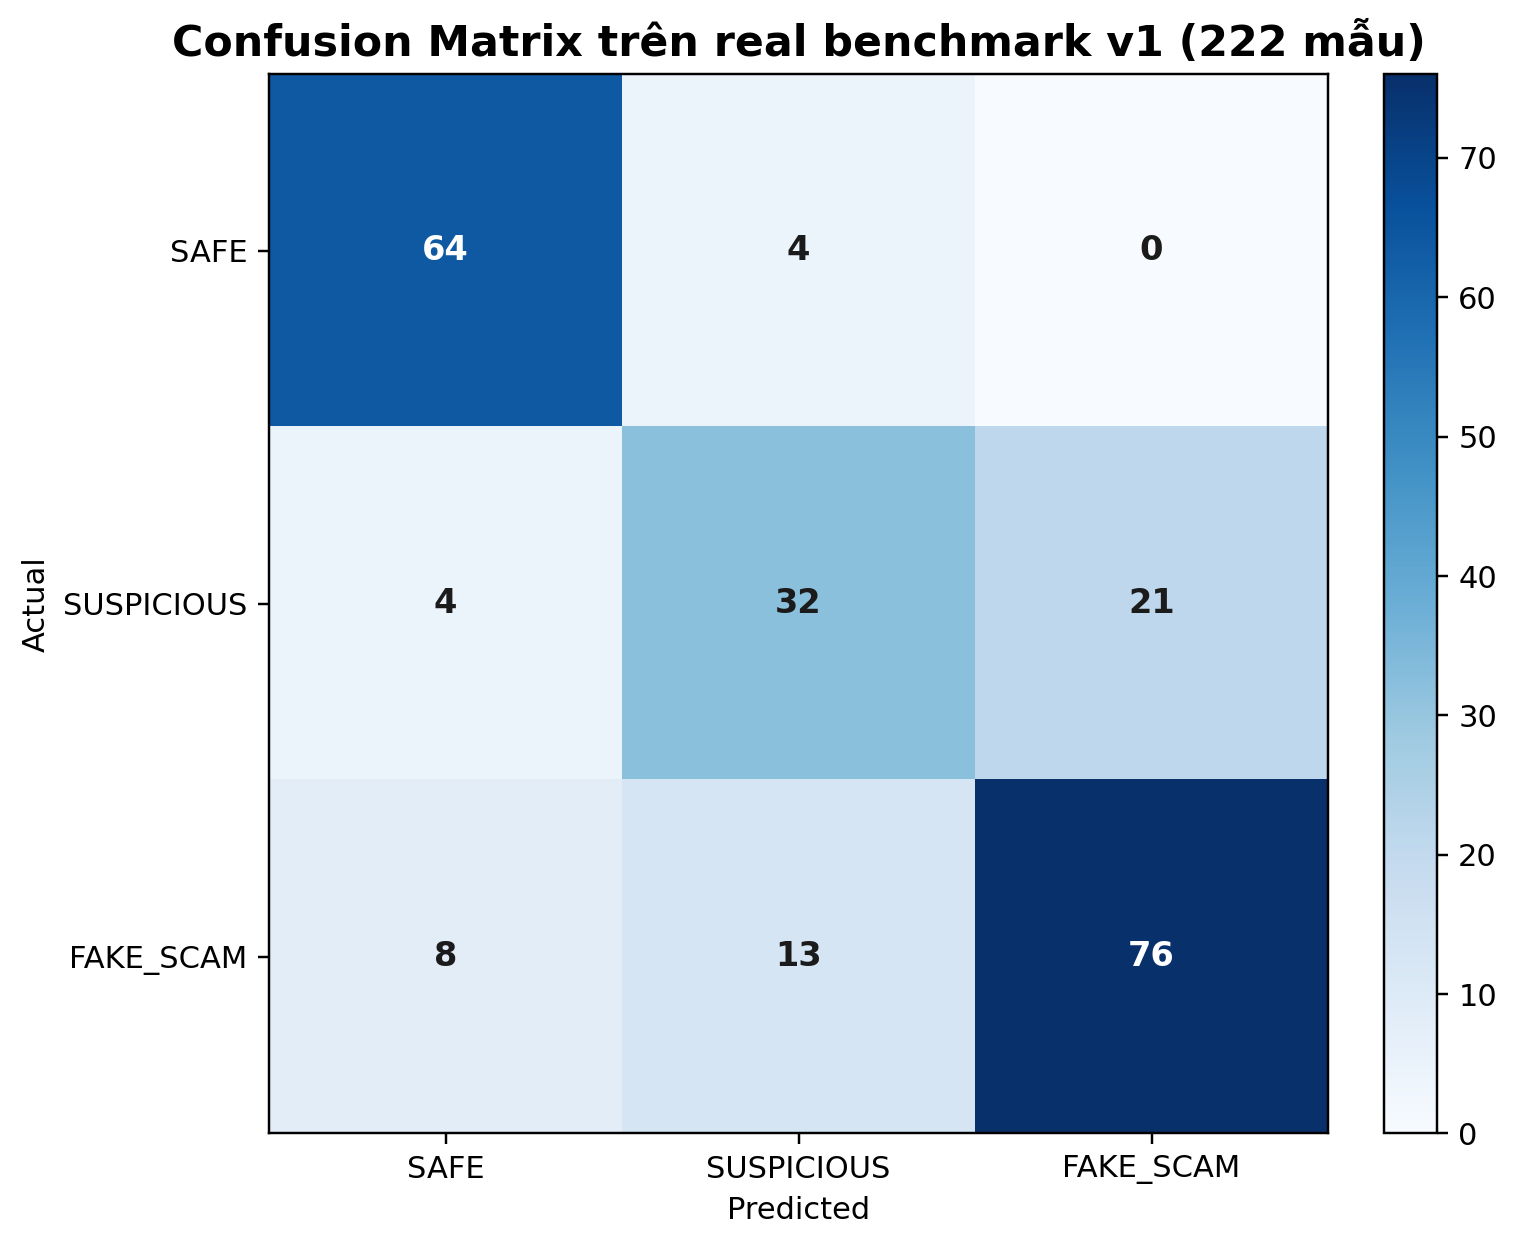 Confusion Matrix trên real benchmark v1 (222 mẫu)
SAFE 64 4 0
SUSPICIOUS 4 32 21
FAKE_SCAM 8 13 76
SAFE SUSPICIOUS FAKE_SCAM
Predicted
Actual
70
60
50
40
30
20
10
0